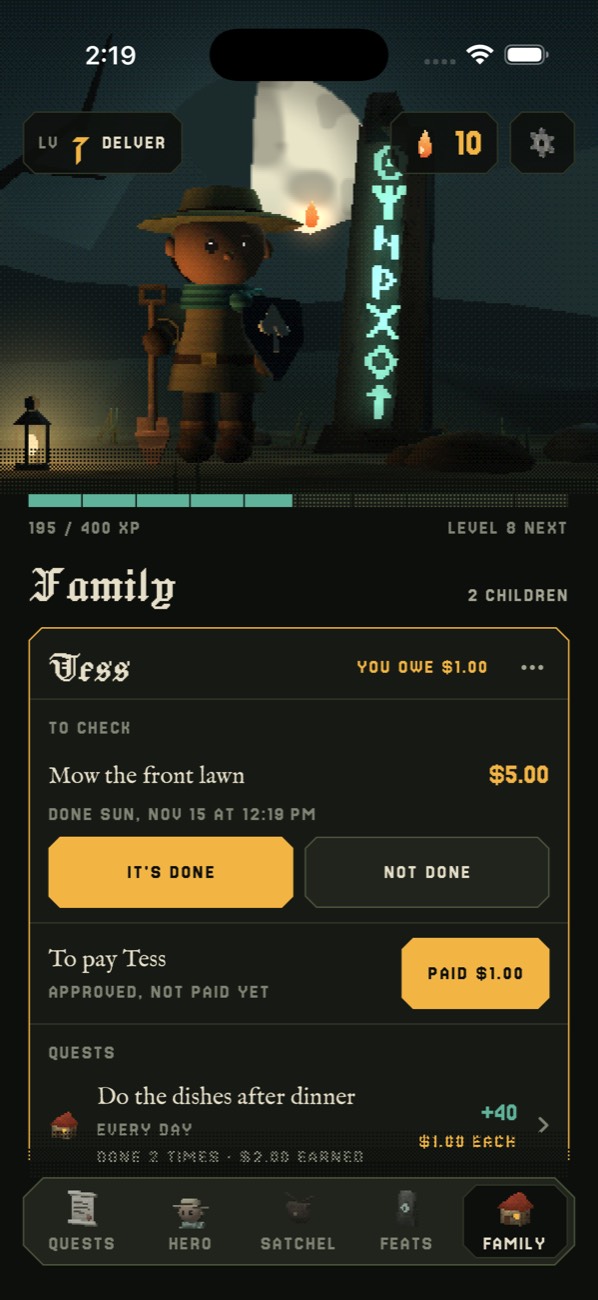 2:19
LV 7 DELVER
10
195 / 400 XP
LEVEL 8 NEXT
Family
2 CHILDREN
Tess
YOU OWE $1.00
TO CHECK
Mow the front lawn
$5.00
DONE SUN, NOV 15 AT 12:19 PM
IT'S DONE
NOT DONE
To pay Tess
APPROVED, NOT PAID YET
PAID $1.00
QUESTS
Do the dishes after dinner
+40
EVERY DAY
$1.00 EACH
DONE 2 TIMES · $2.00 EARNED
QUESTS
HERO
SATCHEL
FEATS
FAMILY